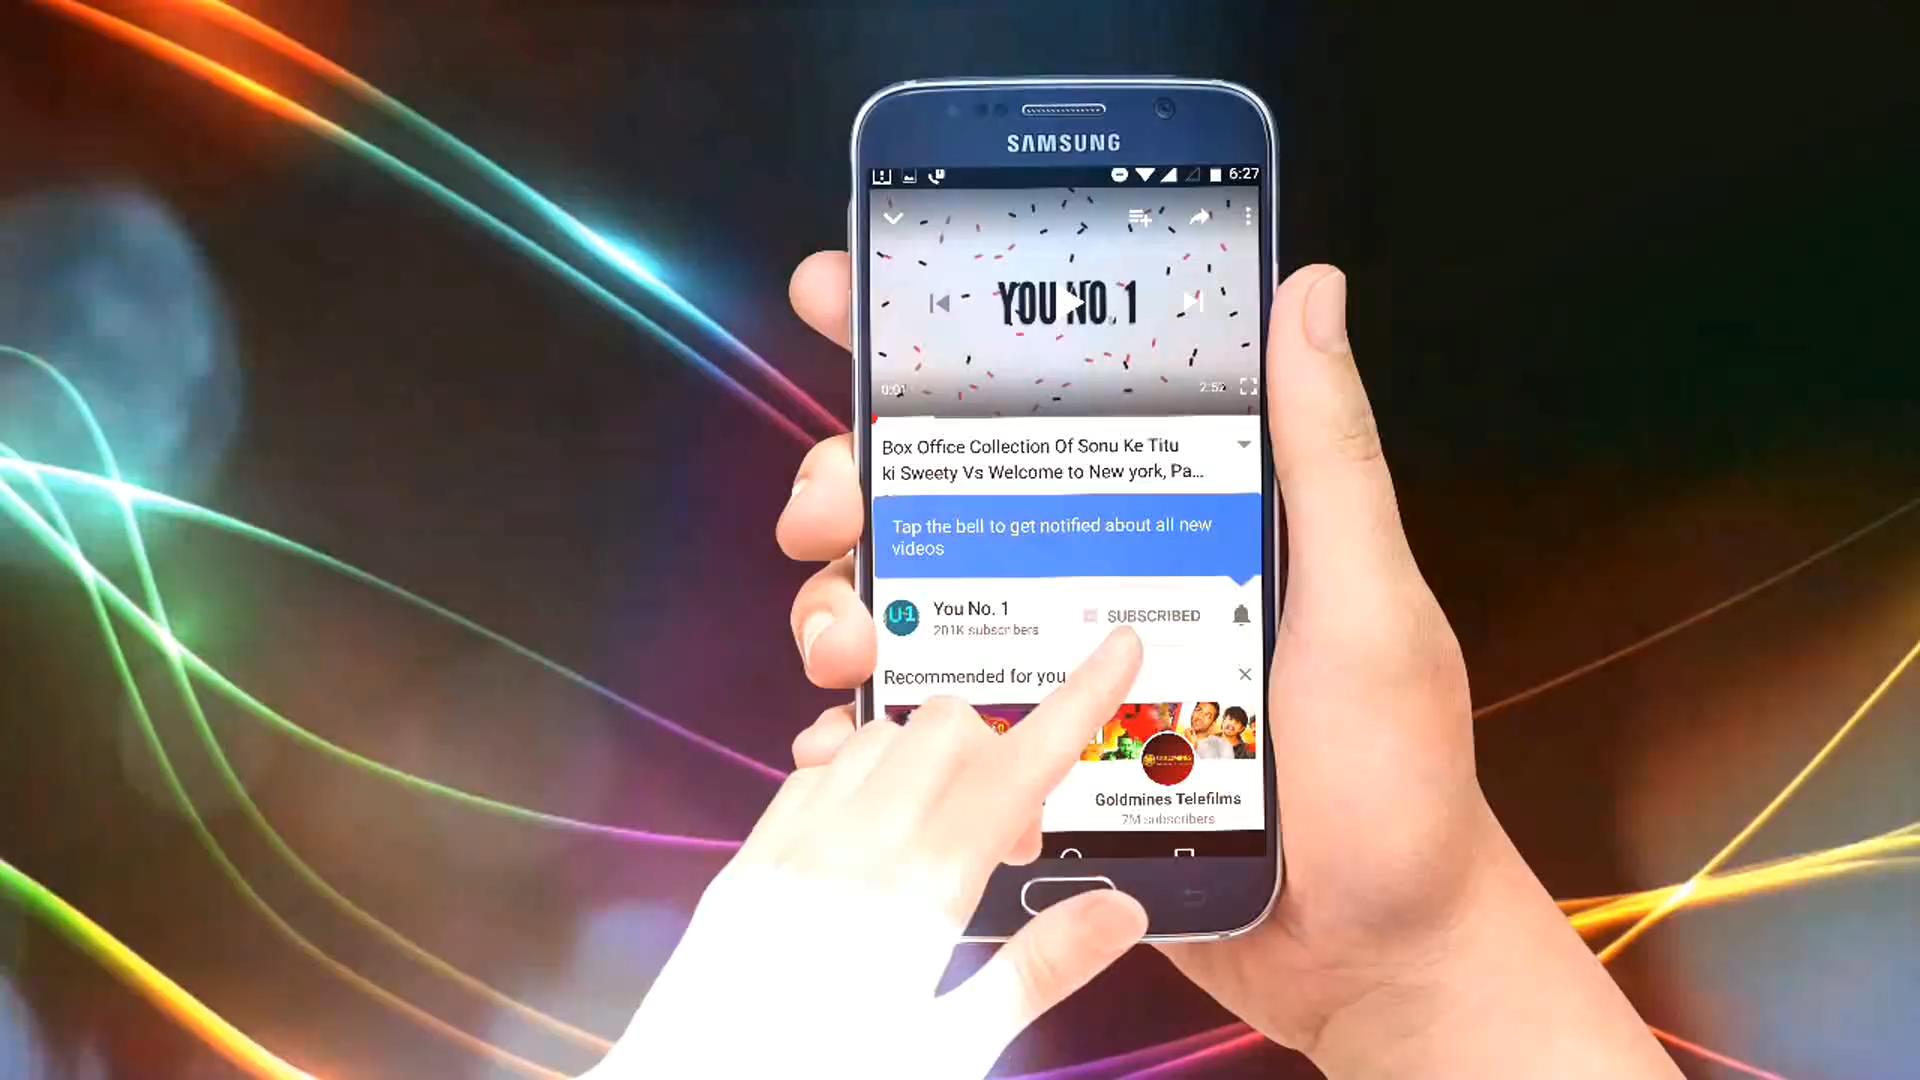 SAMSUNG
6:27
YOU NO. 1
0:01
2:52
Box Office Collection Of Sonu Ke Titu
ki Sweety Vs Welcome to New york, Pa...
Tap the bell to get notified about all new
videos
U1
You No. 1
201K subscribers
SUBSCRIBED
Recommended for you
GOLDMINES
Goldmines Telefilms
7M subscribers